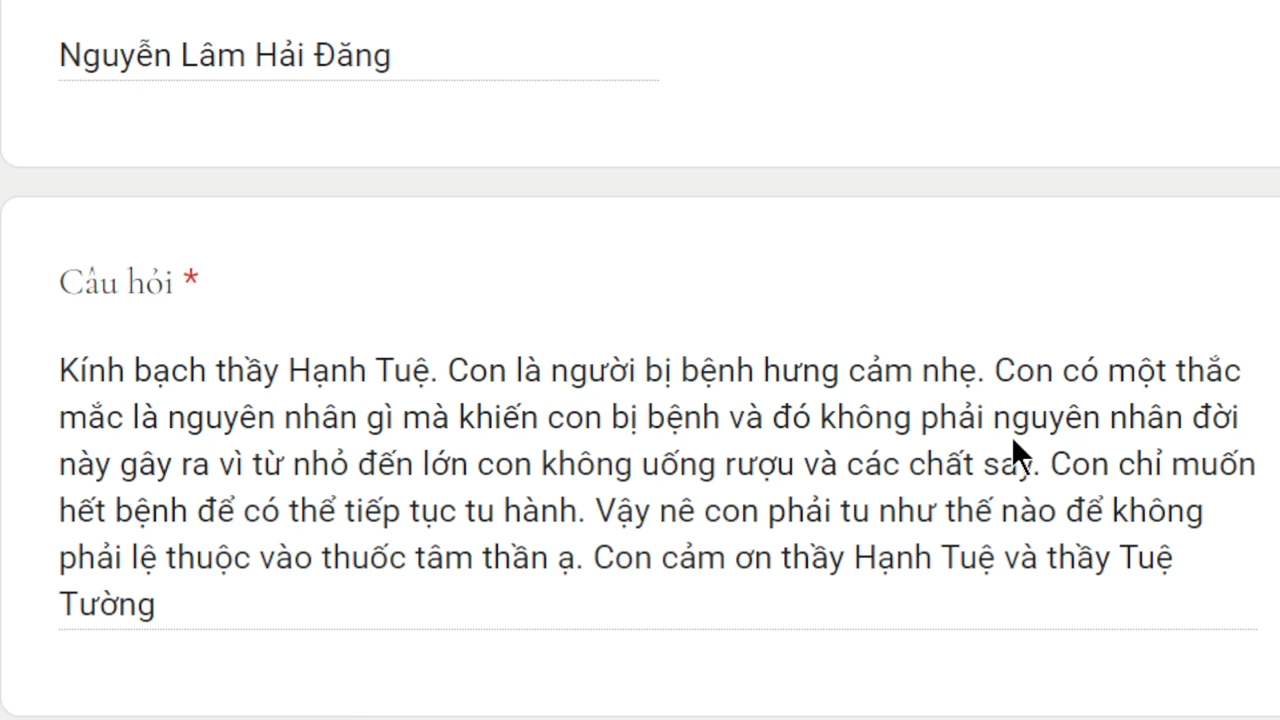 Nguyễn Lâm Hải Đăng
Câu hỏi *
Kính bạch thầy Hạnh Tuệ. Con là người bị bệnh hưng cảm nhẹ. Con có một thắc
mắc là nguyên nhân gì mà khiến con bị bệnh và đó không phải nguyên nhân đời
này gây ra vì từ nhỏ đến lớn con không uống rượu và các chất say. Con chỉ muốn
hết bệnh để có thể tiếp tục tu hành. Vậy nê con phải tu như thế nào để không
phải lệ thuộc vào thuốc tâm thần ạ. Con cảm ơn thầy Hạnh Tuệ và thầy Tuệ
Tường